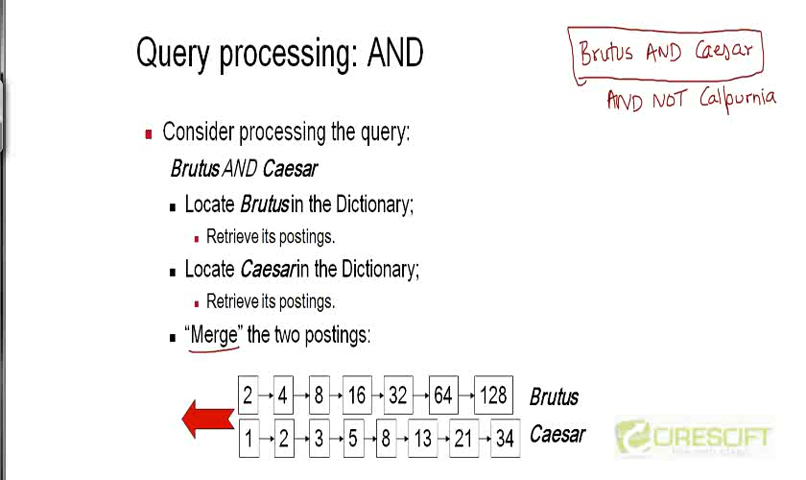 Query processing: AND
Brutus AND Caesar
AND NOT Calpurnia
Consider processing the query:
Brutus AND Caesar
Locate Brutus in the Dictionary;
Retrieve its postings.
Locate Caesar in the Dictionary;
Retrieve its postings.
“Merge” the two postings:
2 4 8 16 32 64 128 Brutus
1 2 3 5 8 13 21 34 Caesar